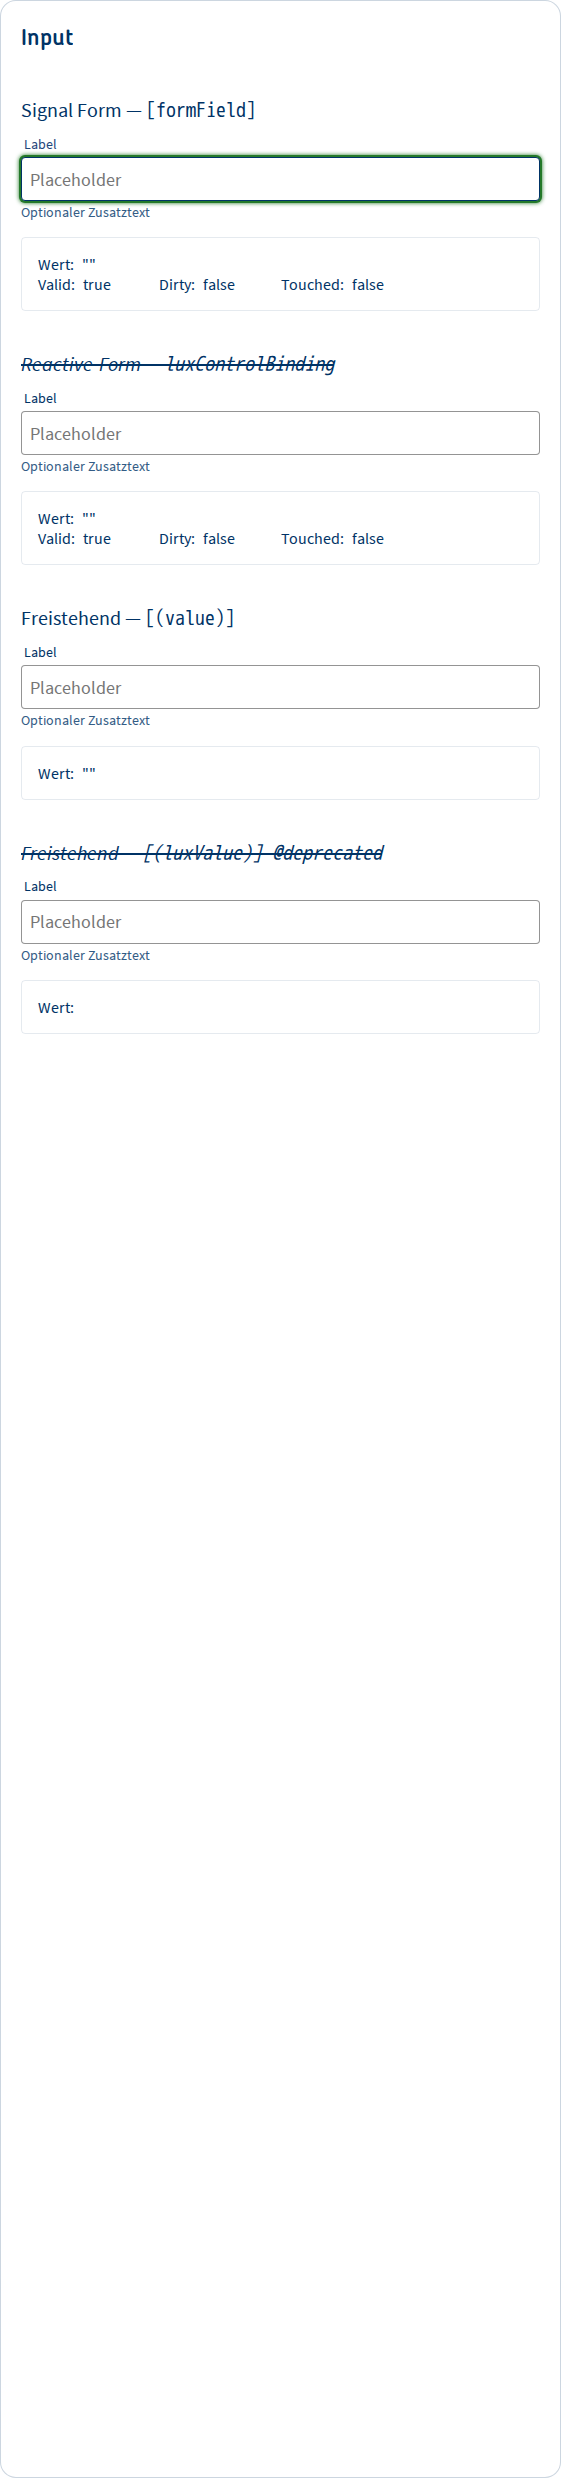 Input
Signal Form — [formField]
Label
Placeholder
Optionaler Zusatztext
Wert: ""
Valid: true Dirty: false Touched: false
Reactive Form — luxControlBinding
Label
Placeholder
Optionaler Zusatztext
Wert: ""
Valid: true Dirty: false Touched: false
Freistehend — [(value)]
Label
Placeholder
Optionaler Zusatztext
Wert: ""
Freistehend — [(luxValue)] @deprecated
Label
Placeholder
Optionaler Zusatztext
Wert: